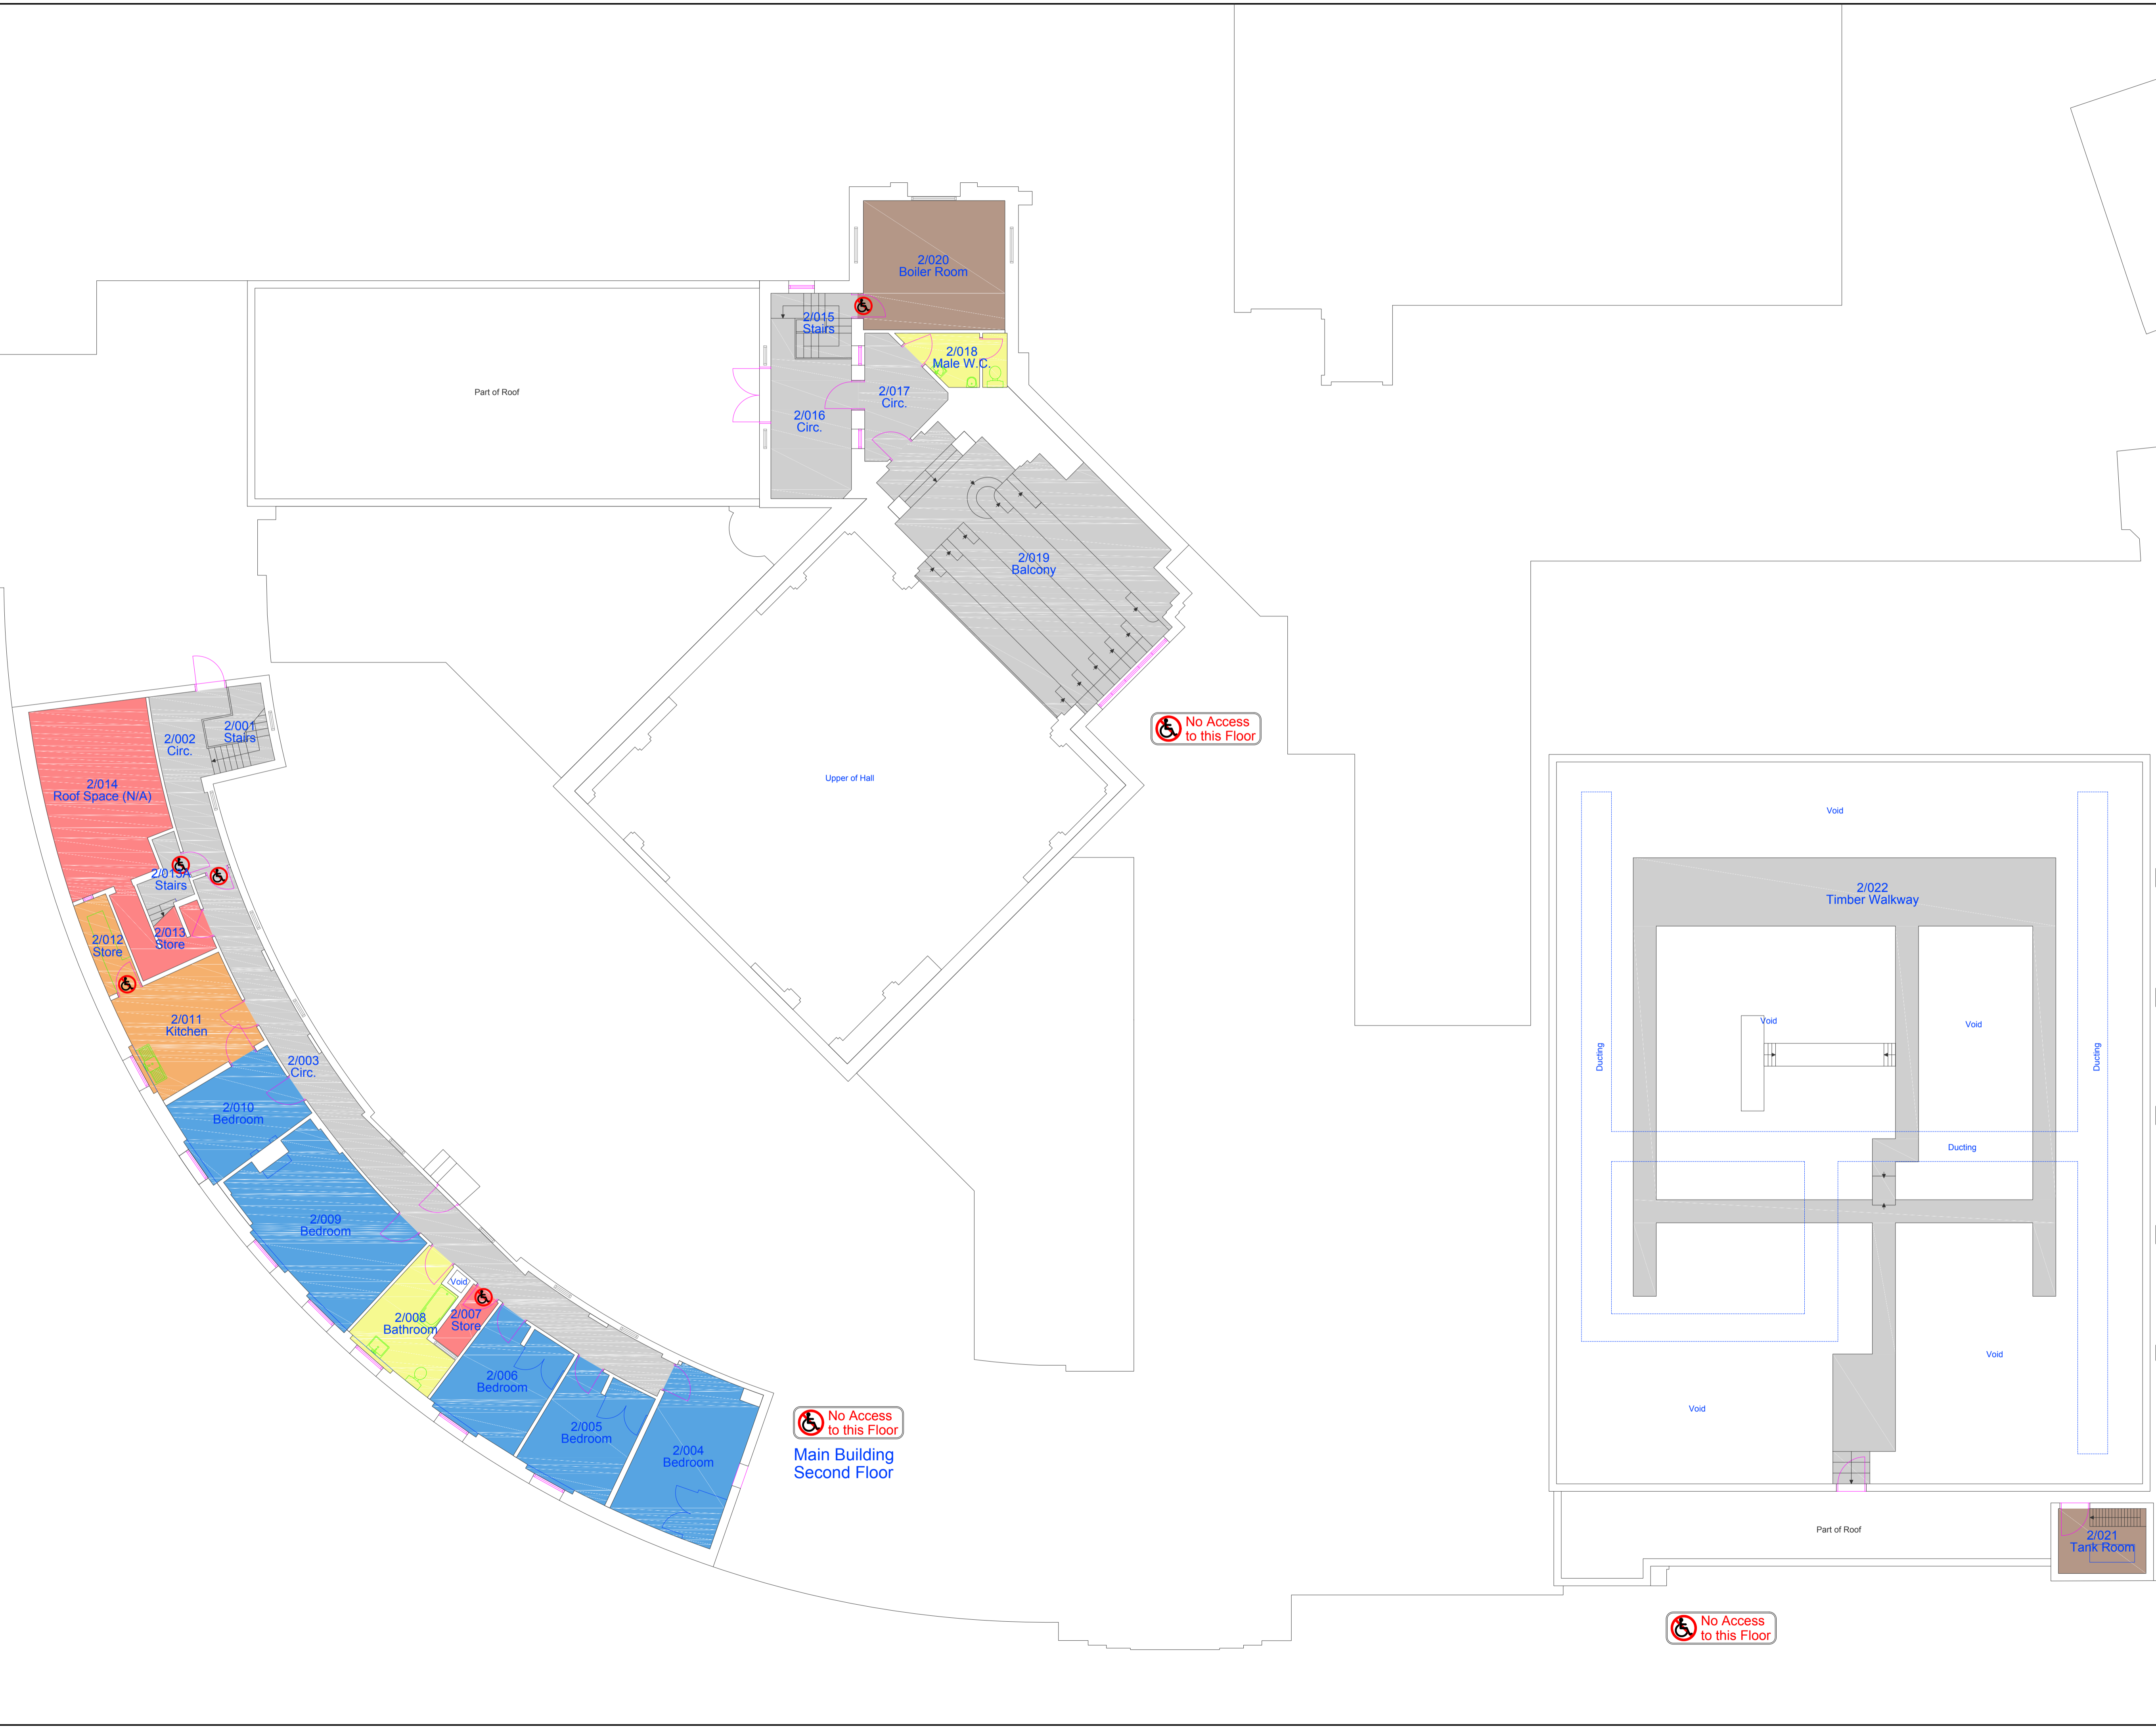 2/020
Boiler Room
2/015
Stairs
2/018
Male W.C.
Part of Roof
2/017
Circ.
2/016
Circ.
2/019
Balcony
No Access
to this Floor
2/001
Stairs
2/002
Circ.
Upper of Hall
2/014
Roof Space (N/A)
2/013A
Stairs
2/012
Store
2/013
Store
2/011
Kitchen
2/003
Circ.
2/010
Bedroom
2/009
Bedroom
Void
2/008
Bathroom
2/007
Store
2/006
Bedroom
2/005
Bedroom
2/004
Bedroom
No Access
to this Floor
Main Building
Second Floor
Void
2/022
Timber Walkway
Void
Void
Ducting
Ducting
Ducting
Void
Void
Part of Roof
2/021
Tank Room
No Access
to this Floor